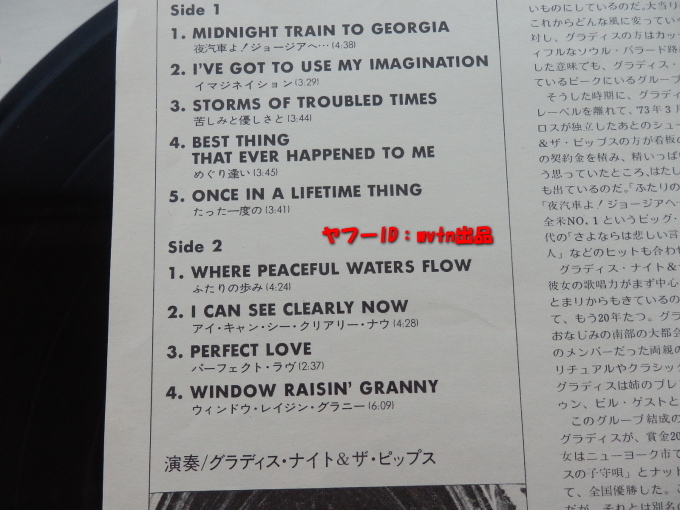 Side 1
1. MIDNIGHT TRAIN TO GEORGIA
夜汽車よ!ジョージアへ…(4:38)
2. I'VE GOT TO USE MY IMAGINATION
イマジネイション(3:29)
3. STORMS OF TROUBLED TIMES
苦しみと優しさと(3:44)
4. BEST THING
THAT EVER HAPPENED TO ME
めぐり逢い(3:45)
5. ONCE IN A LIFETIME THING
たった一度の(3:41)
ヤフーID：mvtn出品
Side 2
1. WHERE PEACEFUL WATERS FLOW
ふたりの歩み(4:24)
2. I CAN SEE CLEARLY NOW
アイ・キャン・シー・クリアリー・ナウ(4:28)
3. PERFECT LOVE
パーフェクト・ラヴ(2:37)
4. WINDOW RAISIN' GRANNY
ウィンドウ・レイジン・グラニー(6:09)
演奏/グラディス・ナイト&ザ・ピップス
いものにしているのだ。大当り
これからどんな風に変ってい
対し、グラディスの方はカッ
ィフルなソウル・バラード路
した意味でも、グラディス・
ているピークにいるグループ
そうした時期に、グラデ
レーベルを離れて、'73年3月
ロスが独立したあとのシュー
&ザ・ピップスの方が看板の
の契約金を積み、精いっぱ
う思っていたところ、はたし
も出ているのだ。「ふたりの
「夜汽車よ!ジョージアへ
全米NO.1というビッグ・
代の「さよならは悲しい言
人」などのヒットも合わせ
グラディス・ナイト&
彼女の歌唱力がまず中心
とまりからもきているの
て、もう20年たつ。グラ
おなじみの南部の大都会
のメンバーだった両親の
リチュアルやクラシッ
グラディスは姉のブレ
ゥン、ビル・ゲストと
このグループ結成の
グラディスが、賞金20
女はニューヨーク市で
スの子守唄」とナット
て、全国優勝した。こ
だが、それとは別名の